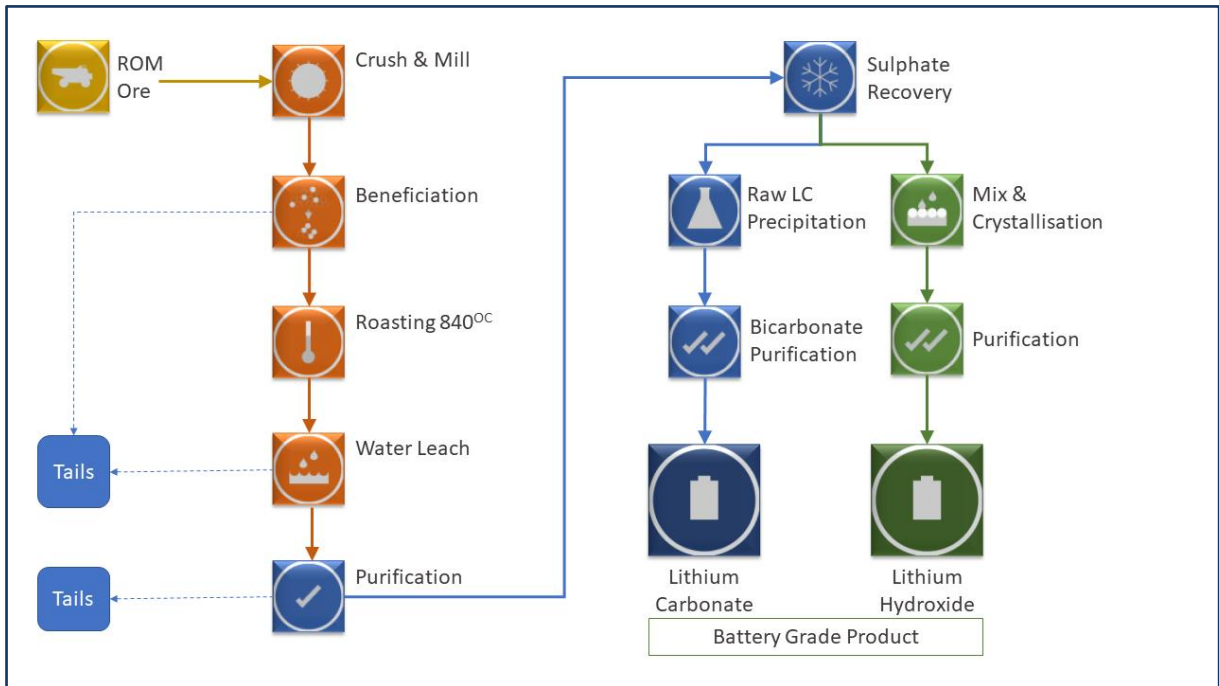 ROM
Ore
Crush & Mill
Beneficiation
Roasting 840OC
Water Leach
Tails
Purification
Tails
Sulphate
Recovery
Raw LC
Precipitation
Mix &
Crystallisation
Bicarbonate
Purification
Purification
Lithium
Carbonate
Lithium
Hydroxide
Battery Grade Product